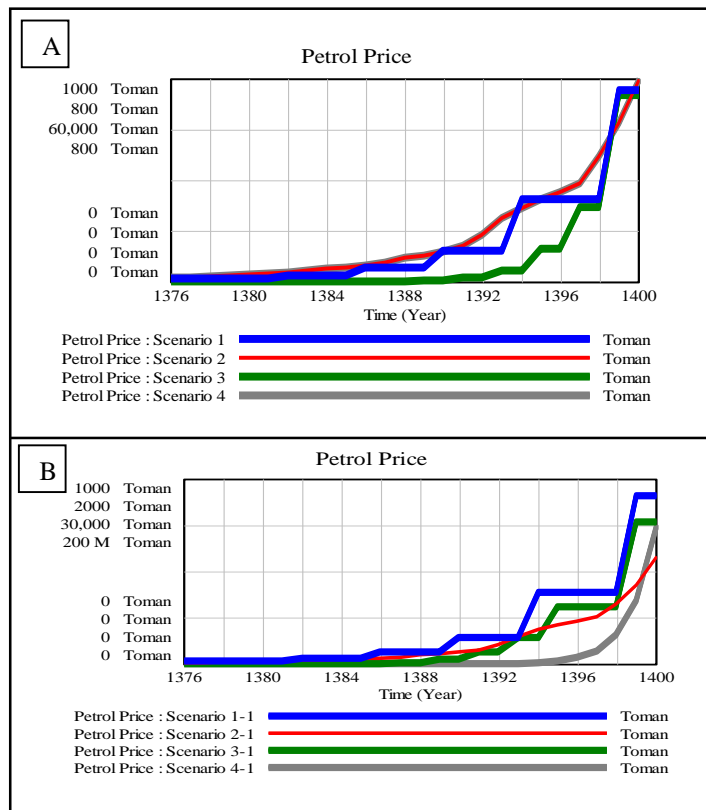 A
Petrol Price
1000 Toman
800 Toman
60,000 Toman
800 Toman
0 Toman
0 Toman
0 Toman
0 Toman
1376 1380 1384 1388 1392 1396 1400
Time (Year)
Petrol Price : Scenario 1 Toman
Petrol Price : Scenario 2 Toman
Petrol Price : Scenario 3 Toman
Petrol Price : Scenario 4 Toman
B
Petrol Price
1000 Toman
2000 Toman
30,000 Toman
200 M Toman
0 Toman
0 Toman
0 Toman
0 Toman
1376 1380 1384 1388 1392 1396 1400
Time (Year)
Petrol Price : Scenario 1-1 Toman
Petrol Price : Scenario 2-1 Toman
Petrol Price : Scenario 3-1 Toman
Petrol Price : Scenario 4-1 Toman